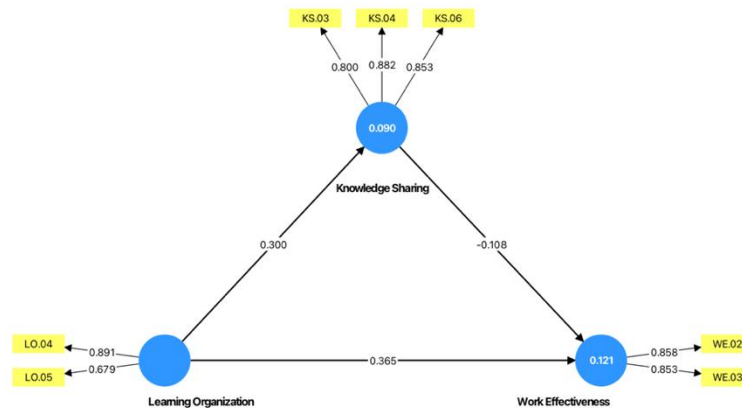 KS.03 KS.04 KS.06
0.800 0.882 0.853
0.090
Knowledge Sharing
0.300 -0.108
LO.04 0.891
LO.05 0.679
0.365
0.121
0.858 WE.02
0.853 WE.03
Learning Organization
Work Effectiveness